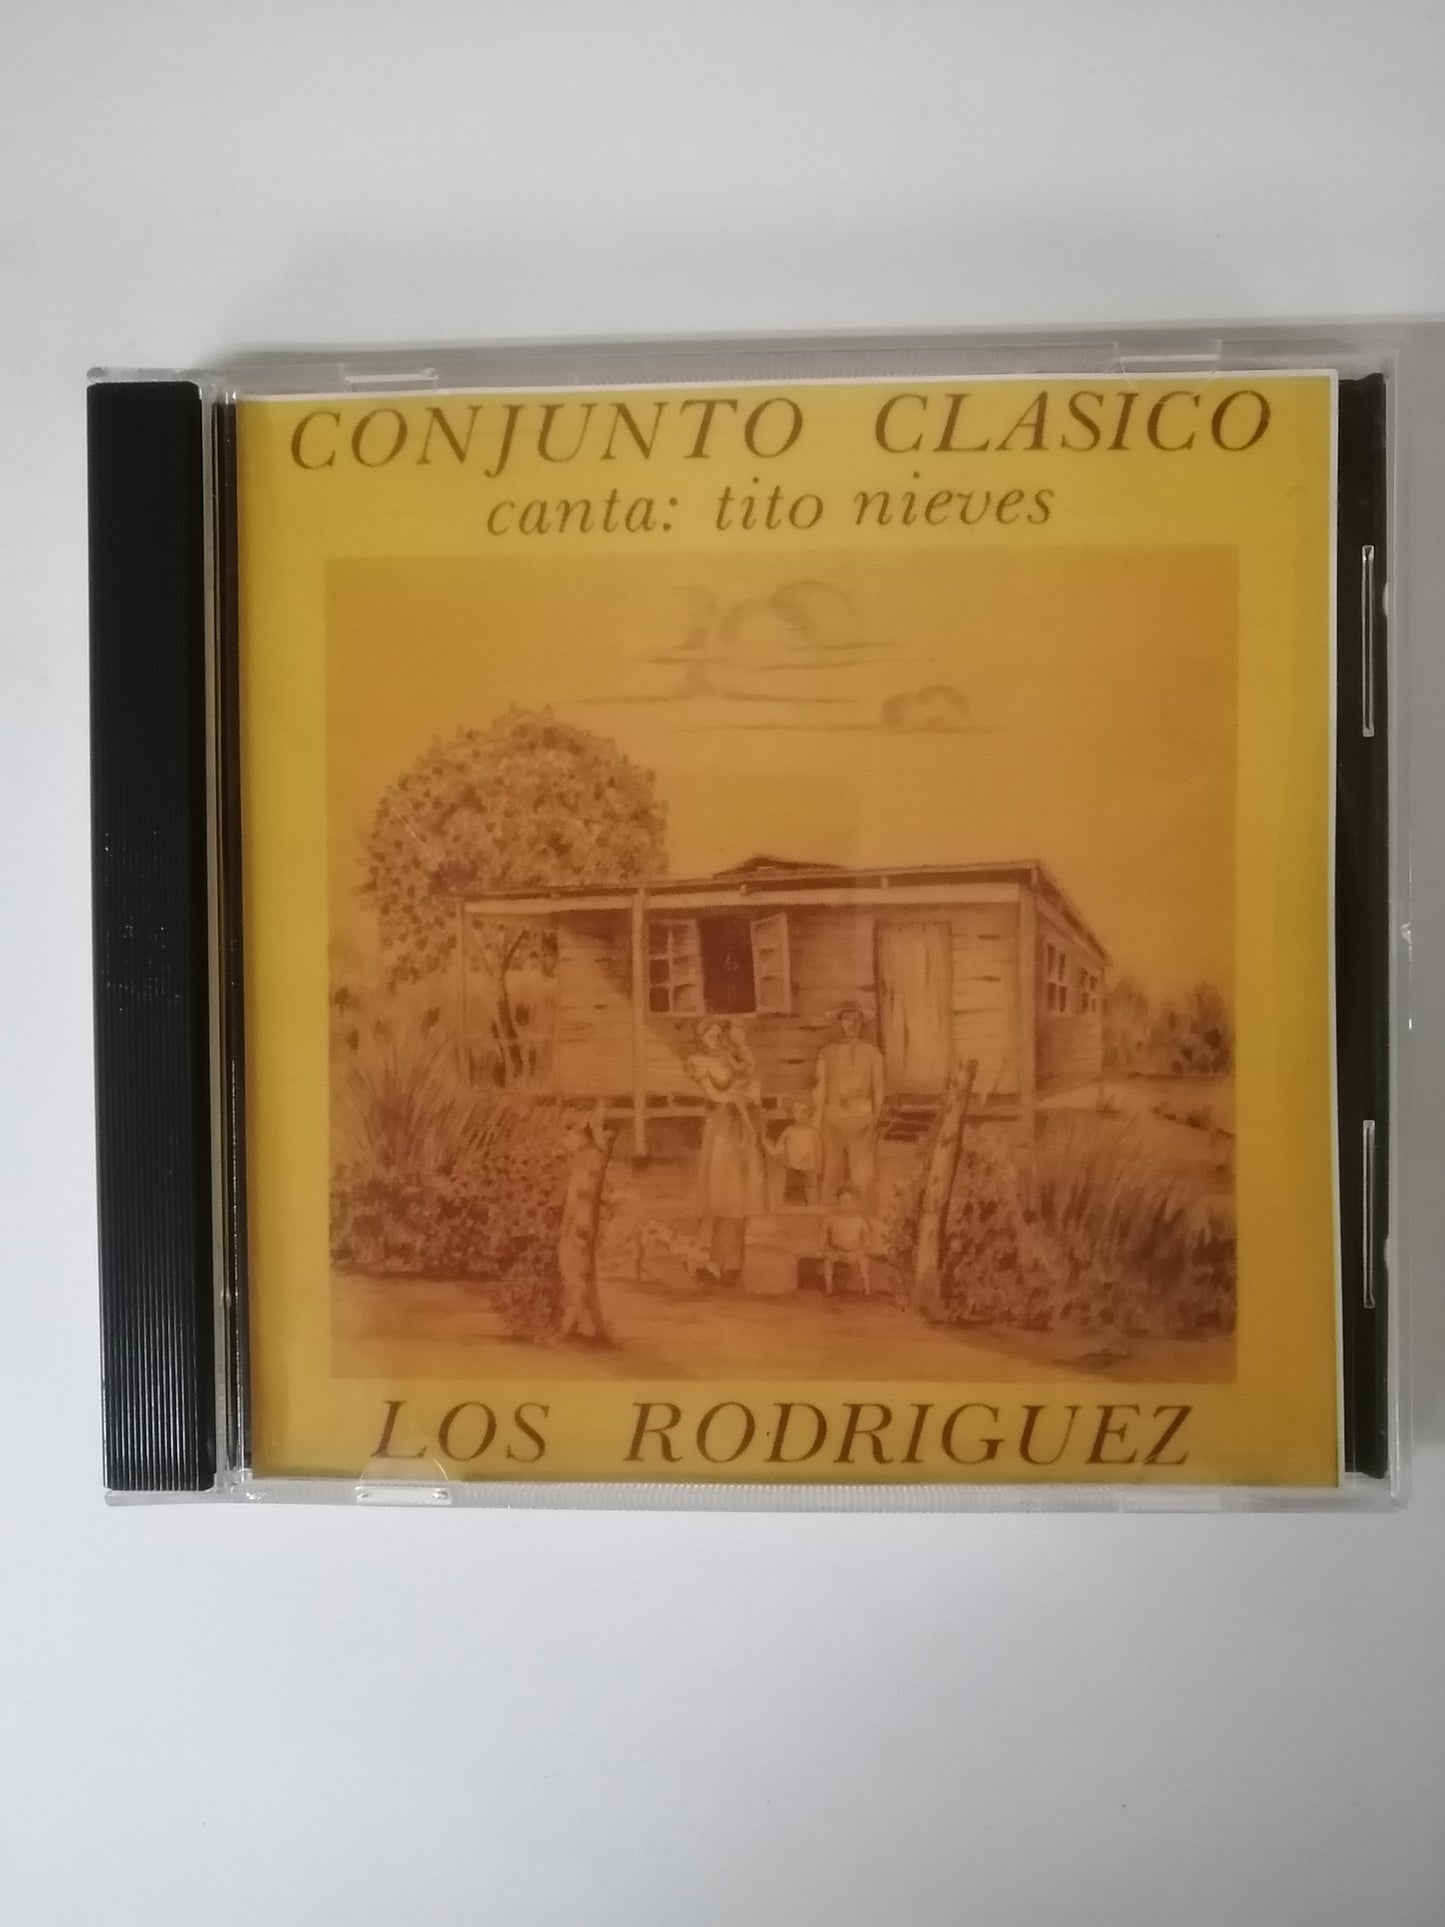 CONJUNTO CLASICO
canta: tito nieves
LOS RODRIGUEZ